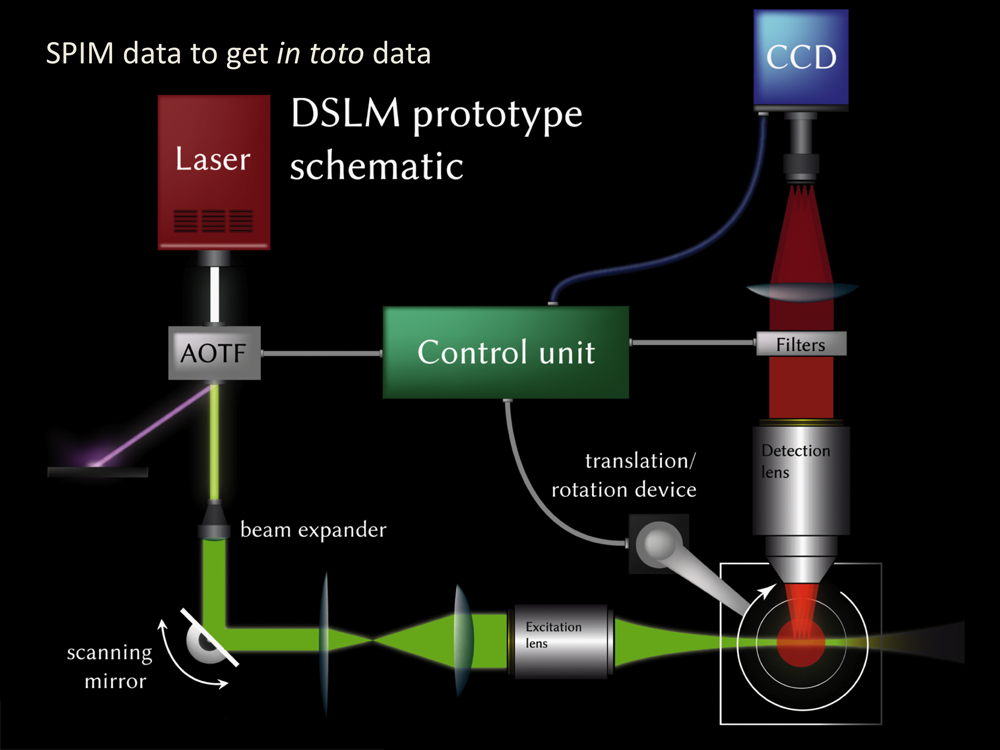 SPIM data to get in toto data
DSLM prototype
schematic
Laser
CCD
AOTF
Control unit
Filters
Detection
lens
translation/
rotation device
beam expander
Excitation
lens
scanning
mirror